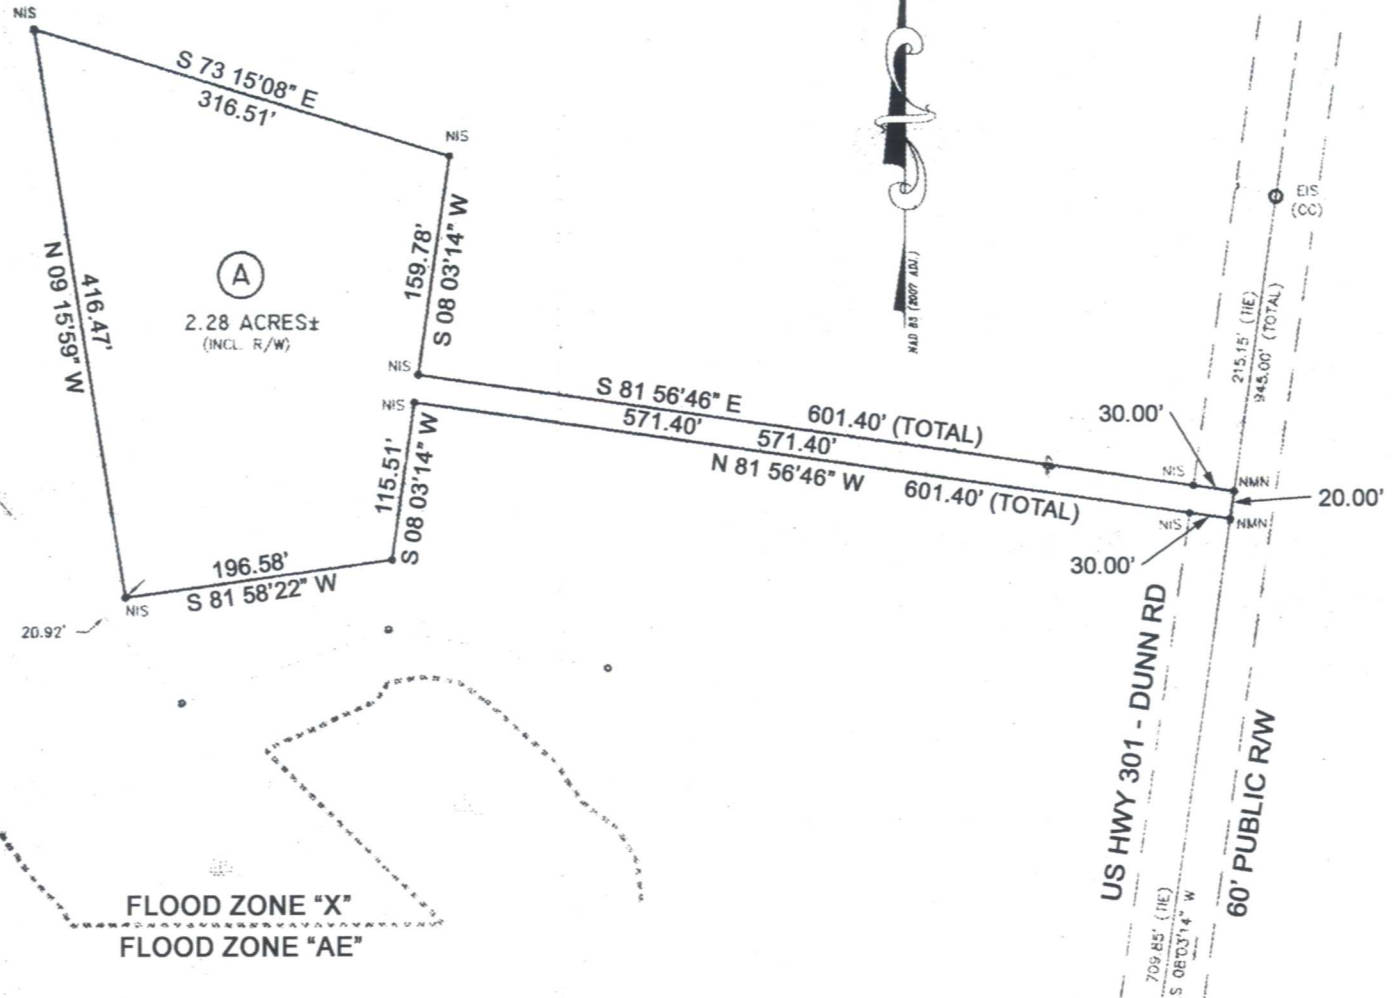 NIS
S 73 15'08" E
316.51'
NIS
159.78'
S 08 03'14" W
N 09 15'59" W
416.47'
A
2.28 ACRES±
(INCL. R/W)
NIS
NIS
115.51'
S 08 03'14" W
196.58'
S 81 58'22" W
NIS
20.92'
NAD 83 (2007 ADJ.)
S 81 56'46" E
601.40' (TOTAL)
571.40'
571.40'
N 81 56'46" W
601.40' (TOTAL)
EIS
(CC)
215.15' (TIE)
945.00' (TOTAL)
30.00'
NIS
NMN
20.00'
NIS
NMN
30.00'
US HWY 301 - DUNN RD
60' PUBLIC R/W
709.85' (TIE)
S 08°03'14" W
FLOOD ZONE "X"
FLOOD ZONE "AE"